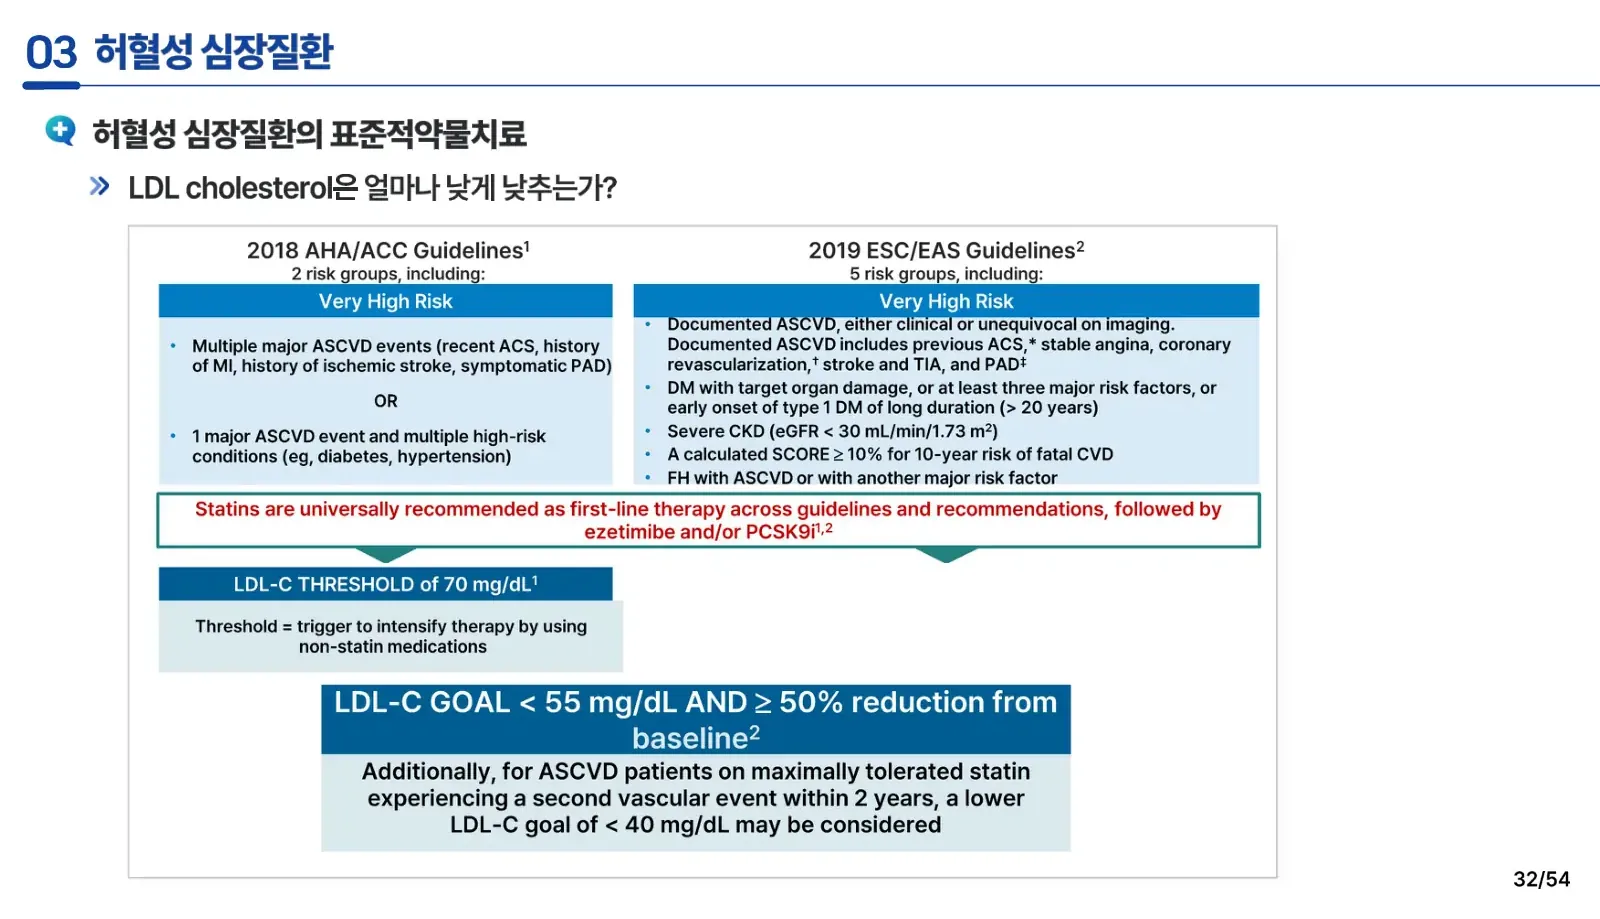 03 허혈성 심장질환
허혈성 심장질환의 표준적약물치료
LDL cholesterol은 얼마나 낮게 낮추는가?
2018 AHA/ACC Guidelines¹
2 risk groups, including:
Very High Risk
• Multiple major ASCVD events (recent ACS, history
of MI, history of ischemic stroke, symptomatic PAD)
OR
• 1 major ASCVD event and multiple high-risk
conditions (eg, diabetes, hypertension)
2019 ESC/EAS Guidelines²
5 risk groups, including:
Very High Risk
• Documented ASCVD, either clinical or unequivocal on imaging.
Documented ASCVD includes previous ACS,* stable angina, coronary
revascularization,† stroke and TIA, and PAD‡
• DM with target organ damage, or at least three major risk factors, or
early onset of type 1 DM of long duration (> 20 years)
• Severe CKD (eGFR < 30 mL/min/1.73 m²)
• A calculated SCORE ≥ 10% for 10-year risk of fatal CVD
• FH with ASCVD or with another major risk factor
Statins are universally recommended as first-line therapy across guidelines and recommendations, followed by
ezetimibe and/or PCSK9i¹,²
LDL-C THRESHOLD of 70 mg/dL¹
Threshold = trigger to intensify therapy by using
non-statin medications
LDL-C GOAL < 55 mg/dL AND ≥ 50% reduction from
baseline²
Additionally, for ASCVD patients on maximally tolerated statin
experiencing a second vascular event within 2 years, a lower
LDL-C goal of < 40 mg/dL may be considered
32/54